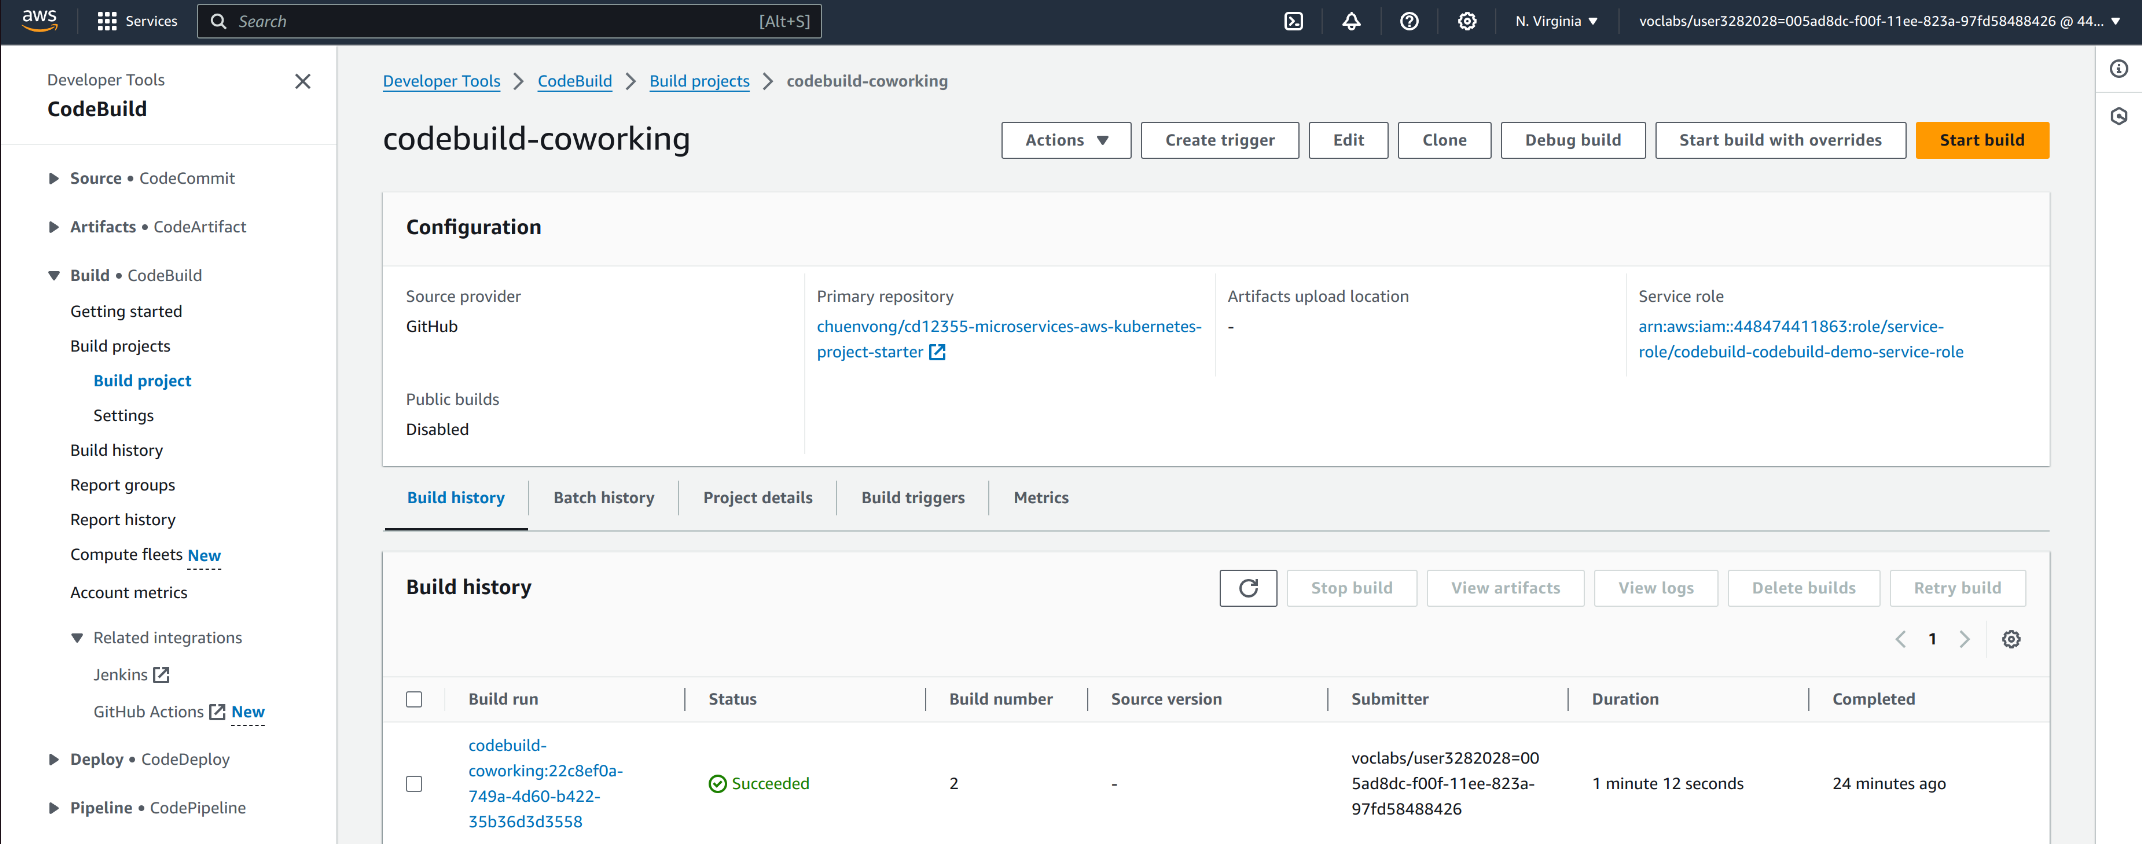 aws
Services
Search
[Alt+S]
N. Virginia
voclabs/user3282028=005ad8dc-f00f-11ee-823a-97fd58488426 @ 44...
Developer Tools
CodeBuild
Source • CodeCommit
Artifacts • CodeArtifact
Build • CodeBuild
Getting started
Build projects
Build project
Settings
Build history
Report groups
Report history
Compute fleets New
Account metrics
Related integrations
Jenkins
GitHub Actions New
Deploy • CodeDeploy
Pipeline • CodePipeline
Developer Tools > CodeBuild > Build projects > codebuild-coworking
codebuild-coworking
Actions
Create trigger
Edit
Clone
Debug build
Start build with overrides
Start build
Configuration
Source provider
GitHub
Primary repository
chuenvong/cd12355-microservices-aws-kubernetes-
project-starter
Artifacts upload location
-
Service role
arn:aws:iam::448474411863:role/service-
role/codebuild-codebuild-demo-service-role
Public builds
Disabled
Build history
Batch history
Project details
Build triggers
Metrics
Build history
Stop build
View artifacts
View logs
Delete builds
Retry build
1
Build run
Status
Build number
Source version
Submitter
Duration
Completed
codebuild-
coworking:22c8ef0a-
749a-4d60-b422-
35b36d3d3558
Succeeded
2
-
voclabs/user3282028=00
5ad8dc-f00f-11ee-823a-
97fd58488426
1 minute 12 seconds
24 minutes ago